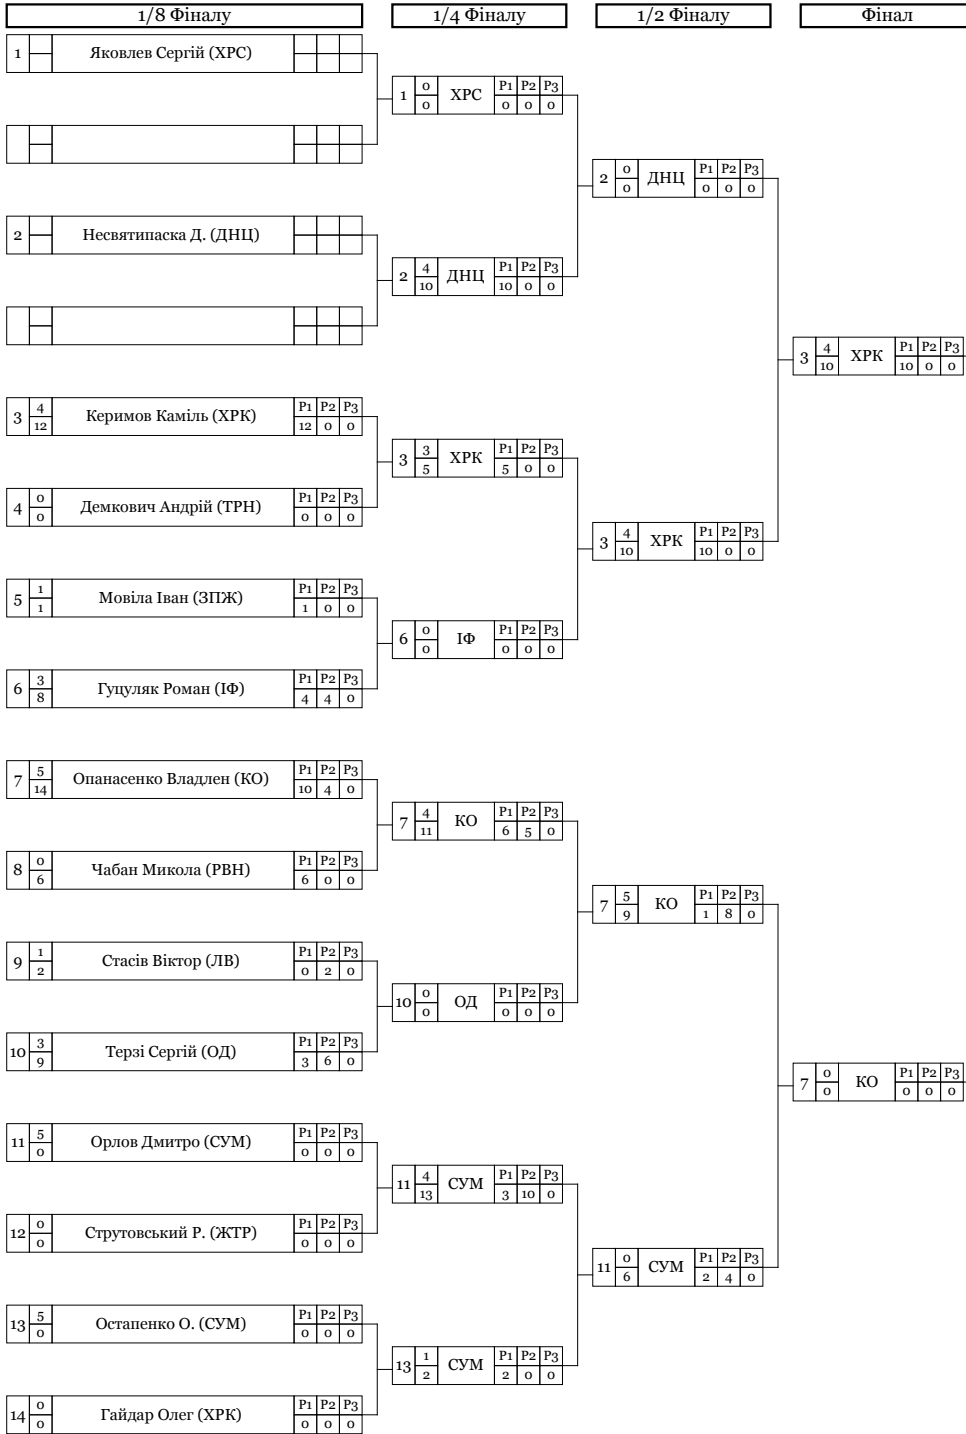 1/8 Фіналу
1/4 Фіналу
1/2 Фіналу
Фінал
1 Яковлев Сергій (ХРС)
1 0 ХРС P1 P2 P3
0 0 0 0
2 0 ДНЦ P1 P2 P3
0 0 0 0
2 Несвятипаска Д. (ДНЦ)
2 4 ДНЦ P1 P2 P3
10 10 0 0
3 4 ХРК P1 P2 P3
10 10 0 0
3 4 Керимов Каміль (ХРК) P1 P2 P3
12 12 0 0
3 3 ХРК P1 P2 P3
5 5 0 0
4 0 Демкович Андрій (ТРН) P1 P2 P3
0 0 0 0
3 4 ХРК P1 P2 P3
10 10 0 0
5 1 Мовіла Іван (ЗПЖ) P1 P2 P3
1 1 0 0
6 0 ІФ P1 P2 P3
0 0 0 0
6 3 Гуцуляк Роман (ІФ) P1 P2 P3
8 4 4 0
7 5 Опанасенко Владлен (КО) P1 P2 P3
14 10 4 0
7 4 КО P1 P2 P3
11 6 5 0
8 0 Чабан Микола (РВН) P1 P2 P3
6 6 0 0
7 5 КО P1 P2 P3
9 1 8 0
9 1 Стасів Віктор (ЛВ) P1 P2 P3
2 0 2 0
10 0 ОД P1 P2 P3
0 0 0 0
10 3 Терзі Сергій (ОД) P1 P2 P3
9 3 6 0
7 0 КО P1 P2 P3
0 0 0 0
11 5 Орлов Дмитро (СУМ) P1 P2 P3
0 0 0 0
11 4 СУМ P1 P2 P3
13 3 10 0
12 0 Струтовський Р. (ЖТР) P1 P2 P3
0 0 0 0
11 0 СУМ P1 P2 P3
6 2 4 0
13 5 Остапенко О. (СУМ) P1 P2 P3
0 0 0 0
13 1 СУМ P1 P2 P3
2 2 0 0
14 0 Гайдар Олег (ХРК) P1 P2 P3
0 0 0 0